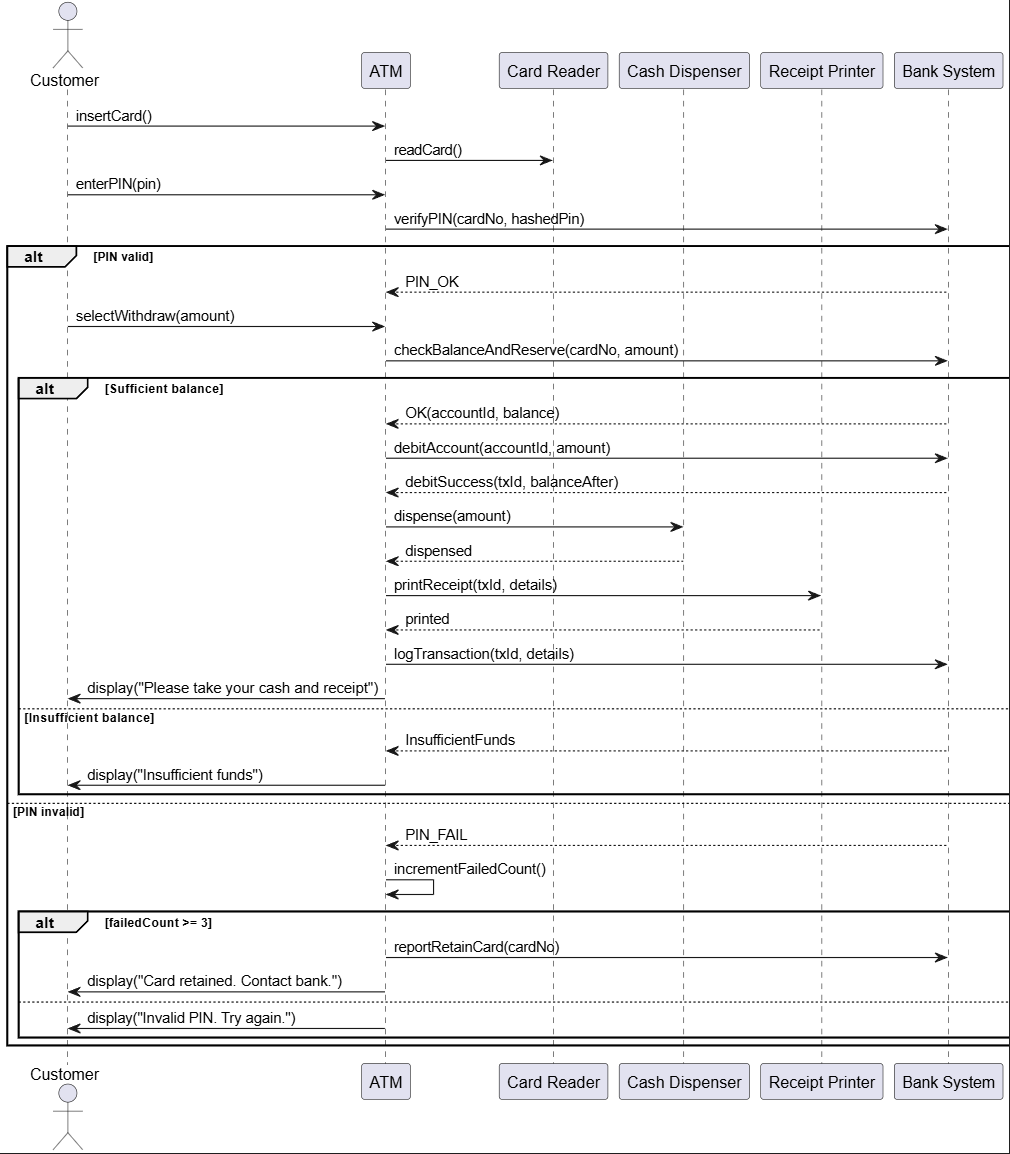 Customer
ATM
Card Reader
Cash Dispenser
Receipt Printer
Bank System
insertCard()
readCard()
enterPIN(pin)
verifyPIN(cardNo, hashedPin)
alt
[PIN valid]
PIN_OK
selectWithdraw(amount)
checkBalanceAndReserve(cardNo, amount)
alt
[Sufficient balance]
OK(accountId, balance)
debitAccount(accountId, amount)
debitSuccess(txId, balanceAfter)
dispense(amount)
dispensed
printReceipt(txId, details)
printed
logTransaction(txId, details)
display("Please take your cash and receipt")
[Insufficient balance]
InsufficientFunds
display("Insufficient funds")
[PIN invalid]
PIN_FAIL
incrementFailedCount()
alt
[failedCount >= 3]
reportRetainCard(cardNo)
display("Card retained. Contact bank.")
display("Invalid PIN. Try again.")
Customer
ATM
Card Reader
Cash Dispenser
Receipt Printer
Bank System